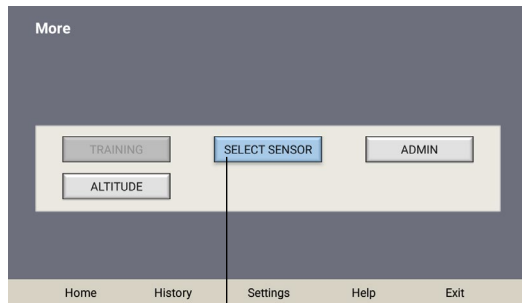 More
TRAINING SELECT SENSOR ADMIN
ALTITUDE
Home History Settings Help Exit